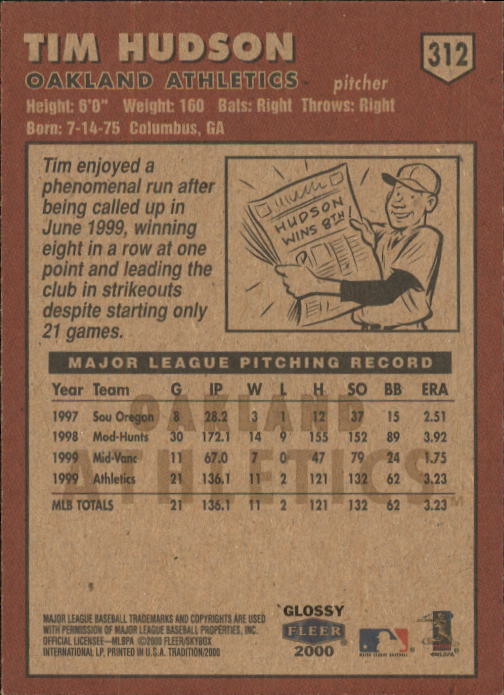 TIM HUDSON
312
OAKLAND ATHLETICS pitcher
Height: 6'0" Weight: 160 Bats: Right Throws: Right
Born: 7-14-75 Columbus, GA
Tim enjoyed a
phenomenal run after
being called up in
June 1999, winning
eight in a row at one
point and leading the
club in strikeouts
despite starting only
21 games.
HUDSON
WINS 8TH!
MAJOR LEAGUE PITCHING RECORD
Year Team G IP W L H SO BB ERA
1997 Sou Oregon 8 28.2 3 1 12 37 15 2.51
1998 Mod-Hunts 30 172.1 14 9 155 152 89 3.92
1999 Mid-Vanc 11 67.0 7 0 47 79 24 1.75
1999 Athletics 21 136.1 11 2 121 132 62 3.23
MLB TOTALS 21 136.1 11 2 121 132 62 3.23
OAKLAND
ATHLETICS™
MAJOR LEAGUE BASEBALL TRADEMARKS AND COPYRIGHTS ARE USED
WITH PERMISSION OF MAJOR LEAGUE BASEBALL PROPERTIES, INC.
OFFICIAL LICENSEE—MLBPA ©2000 FLEER/SKYBOX
INTERNATIONAL LP, PRINTED IN U.S.A. TRADITION/2000
GLOSSY
FLEER
2000
MAJOR LEAGUE BASEBALL